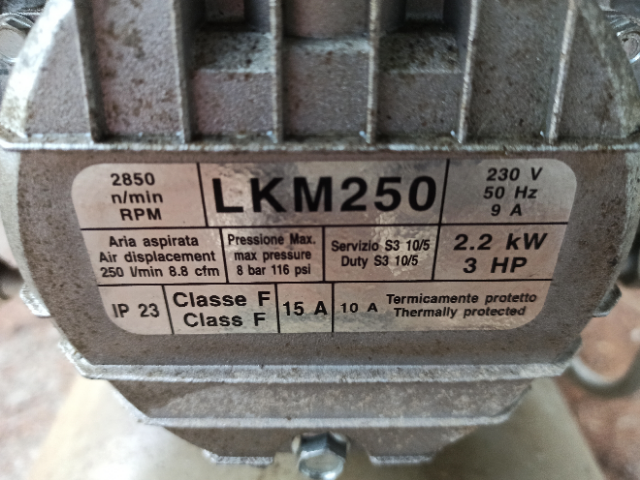 2850
n/min
RPM
LKM250
230 V
50 Hz
9 A
Aria aspirata
Air displacement
250 l/min 8.8 cfm
Pressione Max.
max pressure
8 bar 116 psi
Servizio S3 10/5
Duty S3 10/5
2.2 kW
3 HP
IP 23
Classe F
Class F
15 A
10 A
Termicamente protetto
Thermally protected